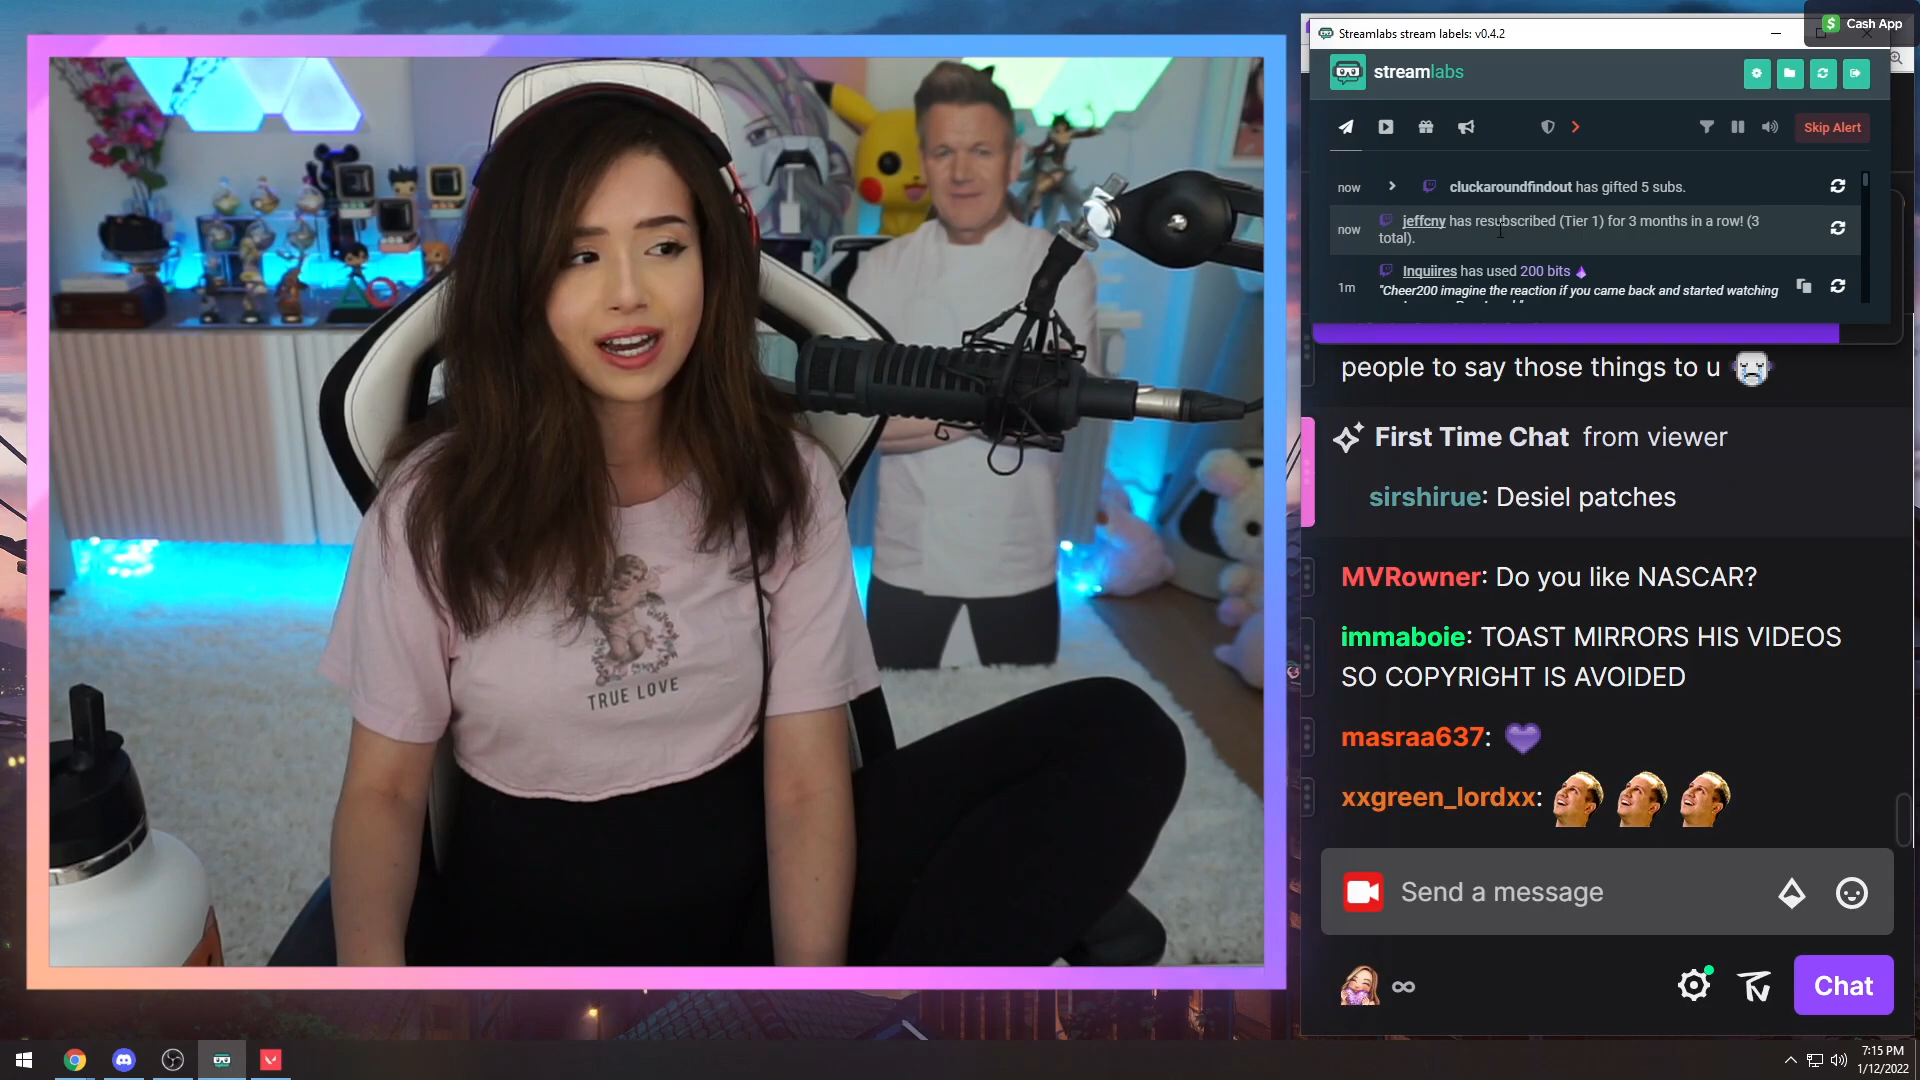 Cash App
Streamlabs stream labels: v0.4.2
streamlabs
Skip Alert
now
cluckaroundfindout has gifted 5 subs.
now
jeffcny has resubscribed (Tier 1) for 3 months in a row! (3
total).
1m
Inquiires has used 200 bits
"Cheer200 imagine the reaction if you came back and started watching
people to say those things to u
First Time Chat from viewer
sirshirue: Desiel patches
MVRowner: Do you like NASCAR?
immaboie: TOAST MIRRORS HIS VIDEOS
SO COPYRIGHT IS AVOIDED
masraa637:
xxgreen_lordxx:
Send a message
Chat
TRUE LOVE
7:15 PM
1/12/2022